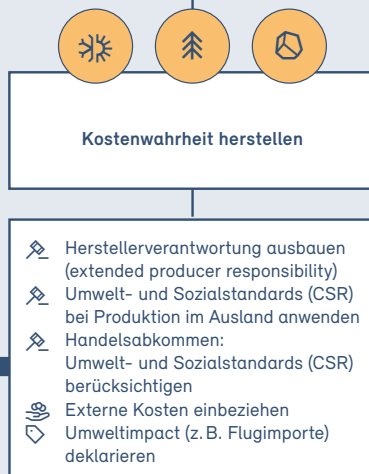 Kostenwahrheit herstellen
Herstellerverantwortung ausbauen
(extended producer responsibility)
Umwelt- und Sozialstandards (CSR)
bei Produktion im Ausland anwenden
Handelsabkommen:
Umwelt- und Sozialstandards (CSR)
berücksichtigen
Externe Kosten einbeziehen
Umweltimpact (z. B. Flugimporte)
deklarieren